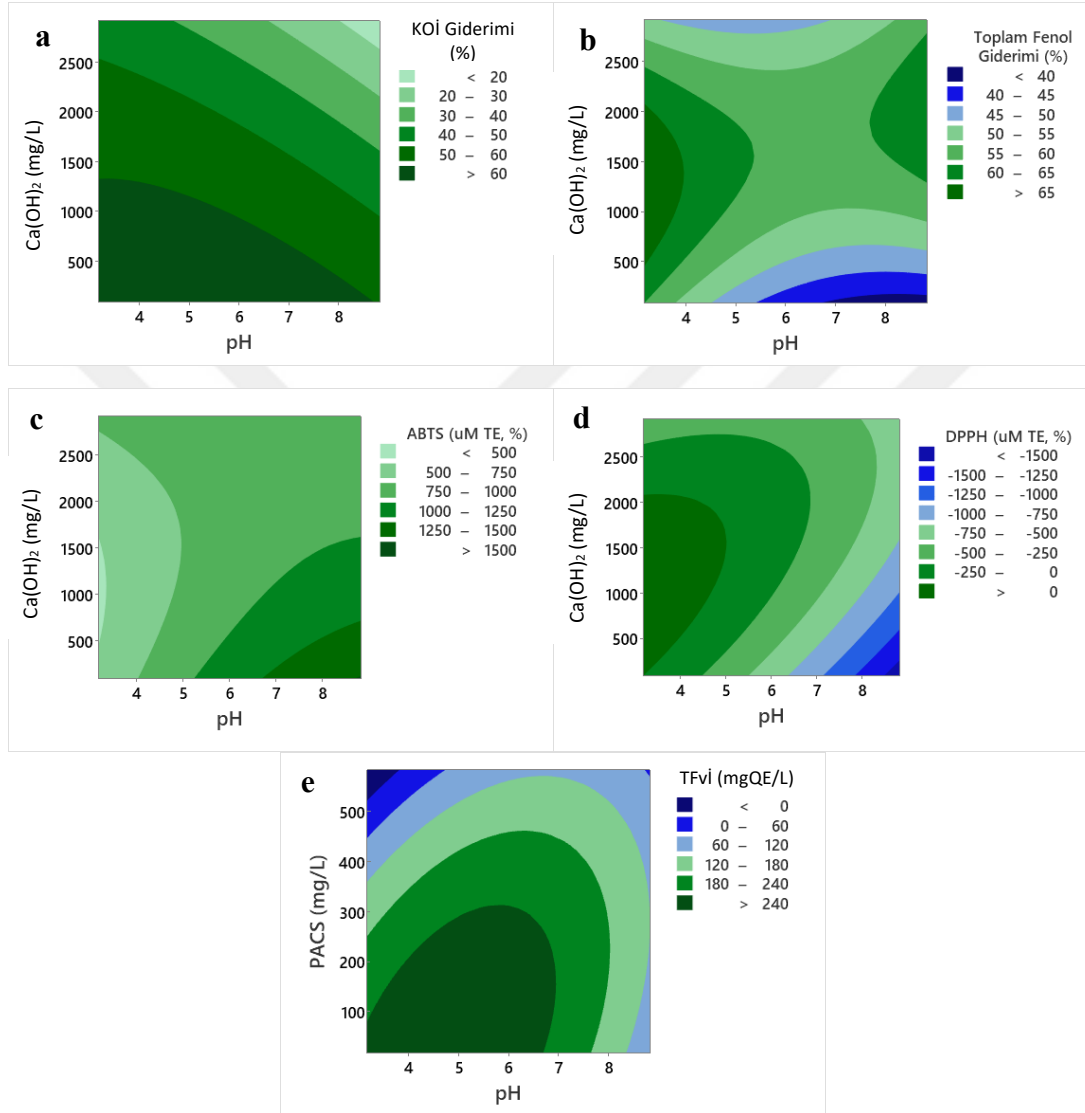 a
KOİ Giderimi
(%)
< 20
20 – 30
30 – 40
40 – 50
50 – 60
> 60
2500
2000
1500
1000
500
Ca(OH)₂ (mg/L)
4 5 6 7 8
pH
b
Toplam Fenol
Giderimi (%)
< 40
40 – 45
45 – 50
50 – 55
55 – 60
60 – 65
> 65
2500
2000
1500
1000
500
Ca(OH)₂ (mg/L)
4 5 6 7 8
pH
c
ABTS (uM TE, %)
< 500
500 – 750
750 – 1000
1000 – 1250
1250 – 1500
> 1500
2500
2000
1500
1000
500
Ca(OH)₂ (mg/L)
4 5 6 7 8
pH
d
DPPH (uM TE, %)
< -1500
-1500 – -1250
-1250 – -1000
-1000 – -750
-750 – -500
-500 – -250
-250 – 0
> 0
2500
2000
1500
1000
500
Ca(OH)₂ (mg/L)
4 5 6 7 8
pH
e
TFvİ (mgQE/L)
< 0
0 – 60
60 – 120
120 – 180
180 – 240
> 240
500
400
300
200
100
PACS (mg/L)
4 5 6 7 8
pH